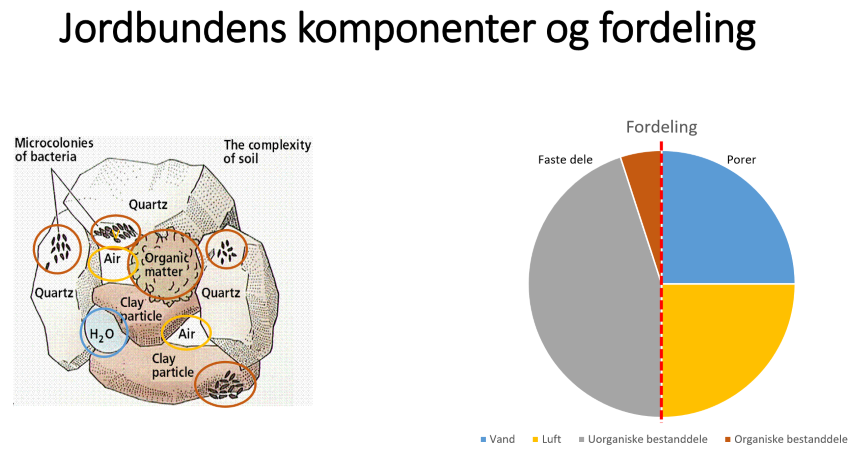 Jordbundens komponenter og fordeling
Microcolonies
of bacteria
The complexity
of soil
Quartz
Air
Organic
matter
Quartz
Clay
particle
Quartz
H₂O
Air
Clay
particle
Fordeling
Faste dele
Porer
Vand
Luft
Uorganiske bestanddele
Organiske bestanddele